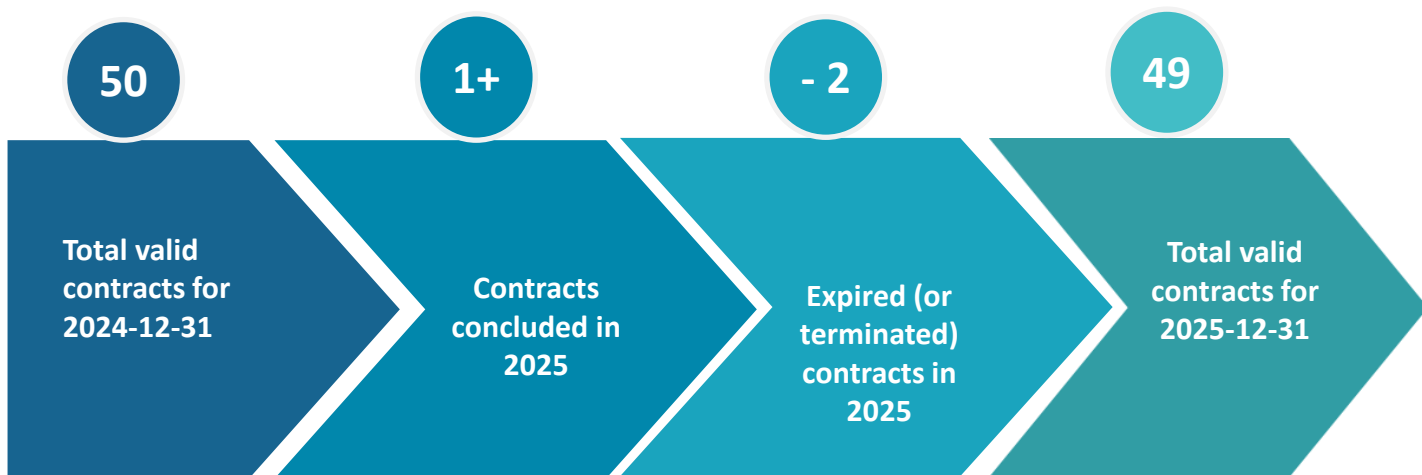 50
Total valid
contracts for
2024-12-31
1+
Contracts
concluded in
2025
- 2
Expired (or
terminated)
contracts in
2025
49
Total valid
contracts for
2025-12-31